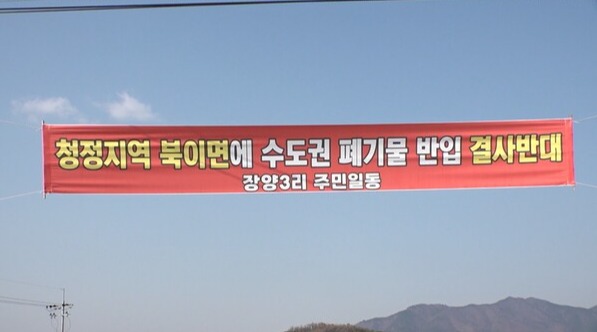 청정지역 북이면에 수도권 폐기물 반입 결사반대
장양3리 주민일동